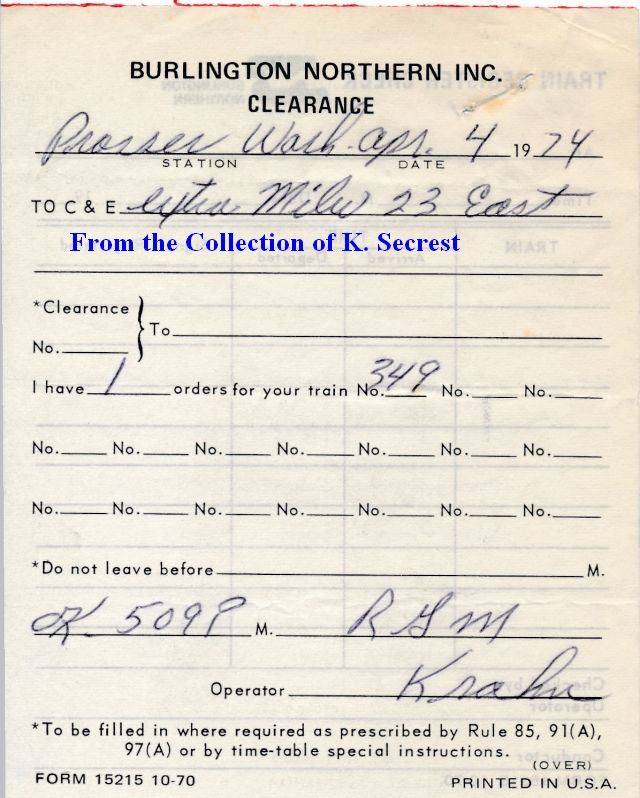 BURLINGTON NORTHERN INC.
CLEARANCE
Prosser Wash. Apr. 4 1974
STATION DATE
TO C & E extra Milw 23 East
From the Collection of K. Secrest
*Clearance
To
No.
I have 1 orders for your train No. 349 No. No.
No. No. No. No. No. No. No.
No. No. No. No. No. No. No.
*Do not leave before M.
OK 509P M. RGM
Operator Krahn
*To be filled in where required as prescribed by Rule 85, 91(A),
97(A) or by time-table special instructions.
(OVER)
FORM 15215 10-70 PRINTED IN U.S.A.